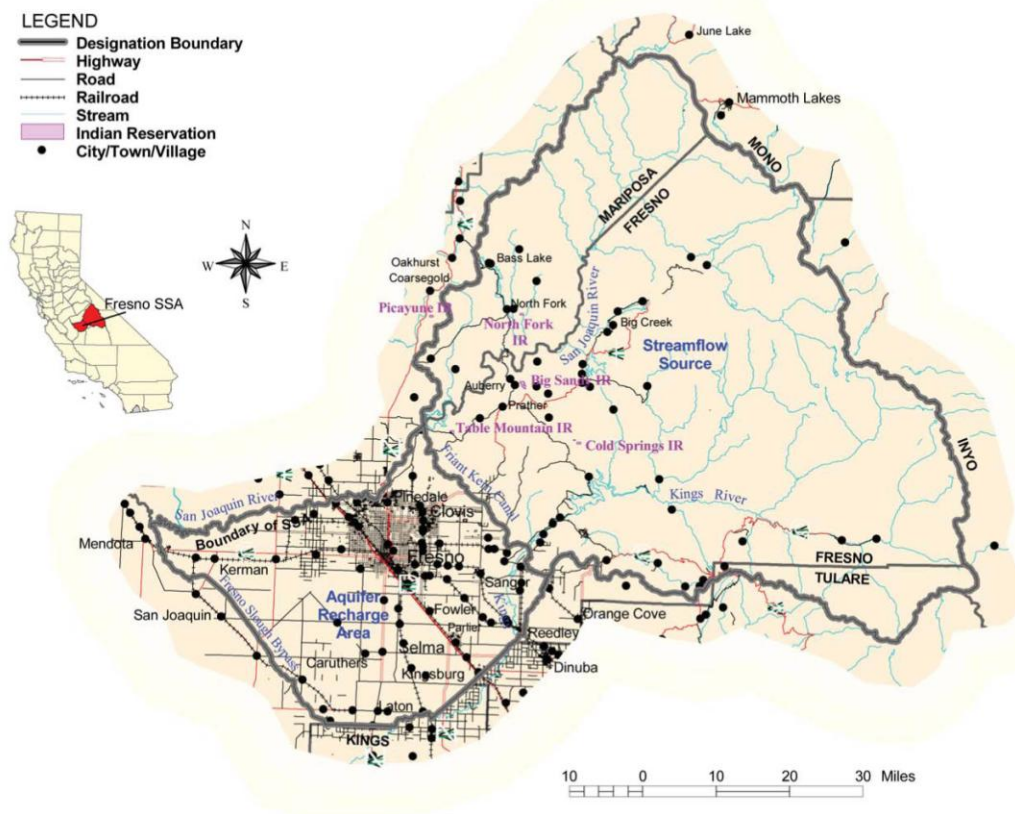 LEGEND
Designation Boundary
Highway
Road
Railroad
Stream
Indian Reservation
City/Town/Village
June Lake
Mammoth Lakes
MONO
MARIPOSA
FRESNO
N
W E
S
Fresno SSA
Oakhurst
Coarsegold
Bass Lake
Picayune IR
North Fork
North Fork
IR
San Joaquin River
Big Creek
Streamflow
Source
Auberry
Big Sandy IR
Prather
Table Mountain IR
Cold Springs IR
INYO
Friant Kern Canal
Kings River
San Joaquin River
Pinedale
Clovis
Boundary of SSA
Mendota
Fresno
FRESNO
TULARE
Kerman
Sanger
Fresno Slough Bypass
San Joaquin
Aquifer
Recharge
Area
Fowler
Kings
Orange Cove
Parlier
Reedley
Selma
Caruthers
Dinuba
Kingsburg
Laton
KINGS
10 0 10 20 30 Miles